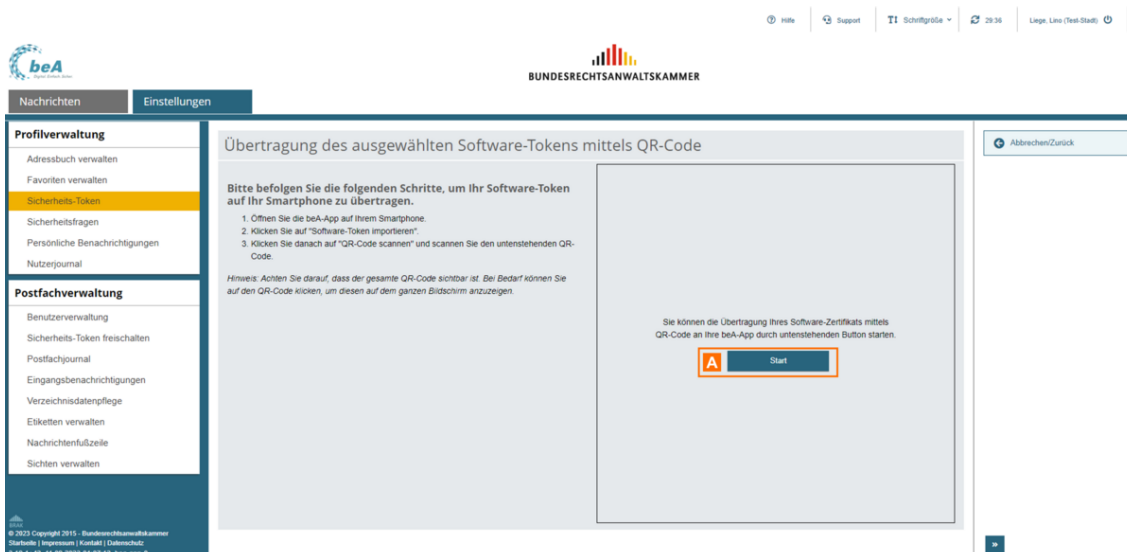 Hilfe
Support
Schriftgröße
29:36
Liege, Lino (Test-Stadt)
beA
BUNDESRECHTSANWALTSKAMMER
Nachrichten
Einstellungen
Profilverwaltung
Adressbuch verwalten
Favoriten verwalten
Sicherheits-Token
Sicherheitsfragen
Persönliche Benachrichtigungen
Nutzerjournal
Postfachverwaltung
Benutzerverwaltung
Sicherheits-Token freischalten
Postfachjournal
Eingangsbenachrichtigungen
Verzeichnisdatenpflege
Etiketten verwalten
Nachrichtenfußzeile
Sichten verwalten
BRAK
© 2023 Copyright 2015 - Bundesrechtsanwaltskammer
Startseite | Impressum | Kontakt | Datenschutz
Übertragung des ausgewählten Software-Tokens mittels QR-Code
Bitte befolgen Sie die folgenden Schritte, um Ihr Software-Token
auf Ihr Smartphone zu übertragen.
1. Öffnen Sie die beA-App auf Ihrem Smartphone.
2. Klicken Sie auf "Software-Token importieren".
3. Klicken Sie danach auf "QR-Code scannen" und scannen Sie den untenstehenden QR-
Code.
Hinweis: Achten Sie darauf, dass der gesamte QR-Code sichtbar ist. Bei Bedarf können Sie
auf den QR-Code klicken, um diesen auf dem ganzen Bildschirm anzuzeigen.
Sie können die Übertragung Ihres Software-Zertifikats mittels
QR-Code an Ihre beA-App durch untenstehenden Button starten.
A Start
Abbrechen/Zurück
»